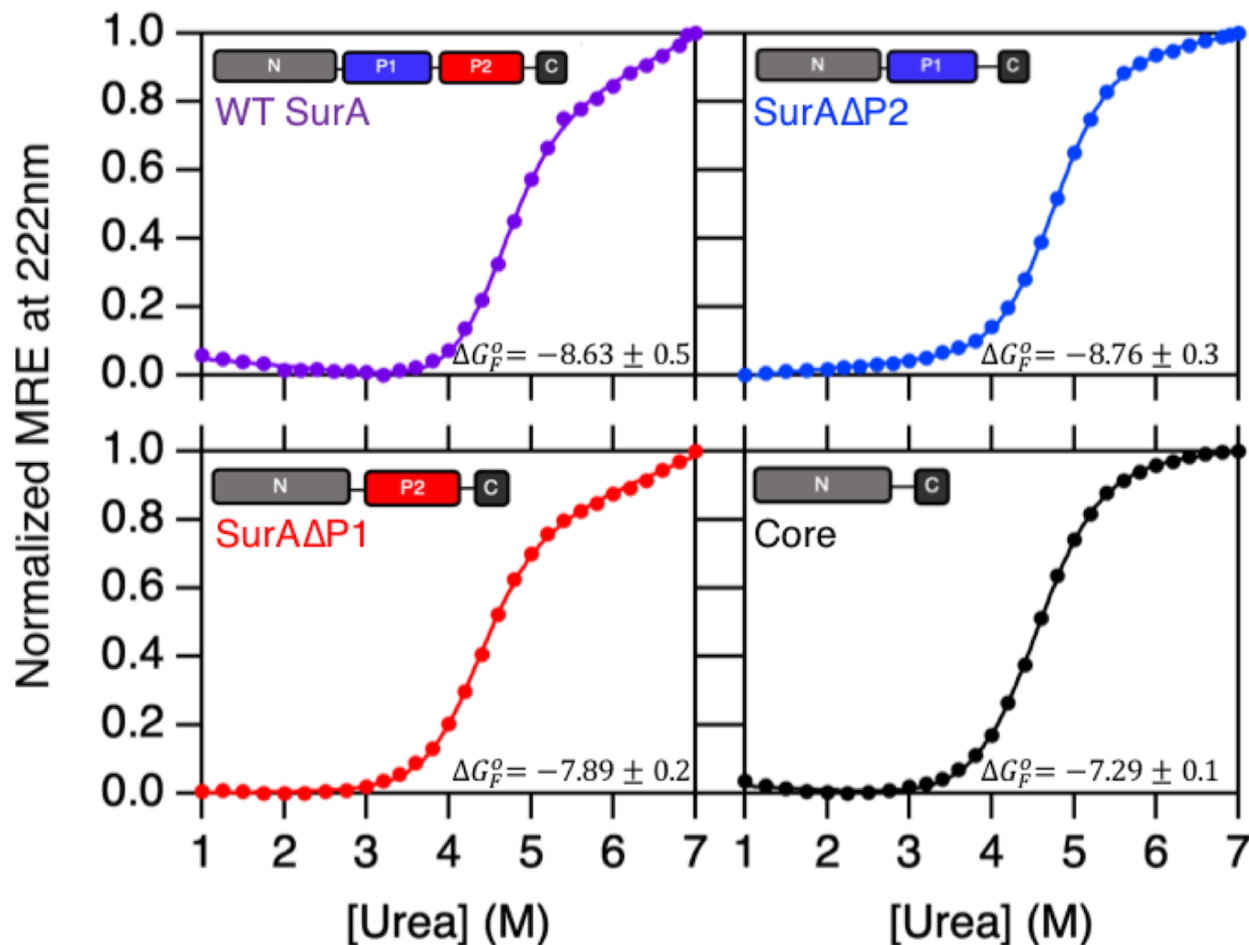 Normalized MRE at 222nm
1.0
0.8
0.6
0.4
0.2
0.0
N P1 P2 C
WT SurA
ΔG°F = −8.63 ± 0.5
N P1 C
SurAΔP2
ΔG°F = −8.76 ± 0.3
1.0
0.8
0.6
0.4
0.2
0.0
N P2 C
SurAΔP1
ΔG°F = −7.89 ± 0.2
N C
Core
ΔG°F = −7.29 ± 0.1
1 2 3 4 5 6 7
1 2 3 4 5 6 7
[Urea] (M)
[Urea] (M)